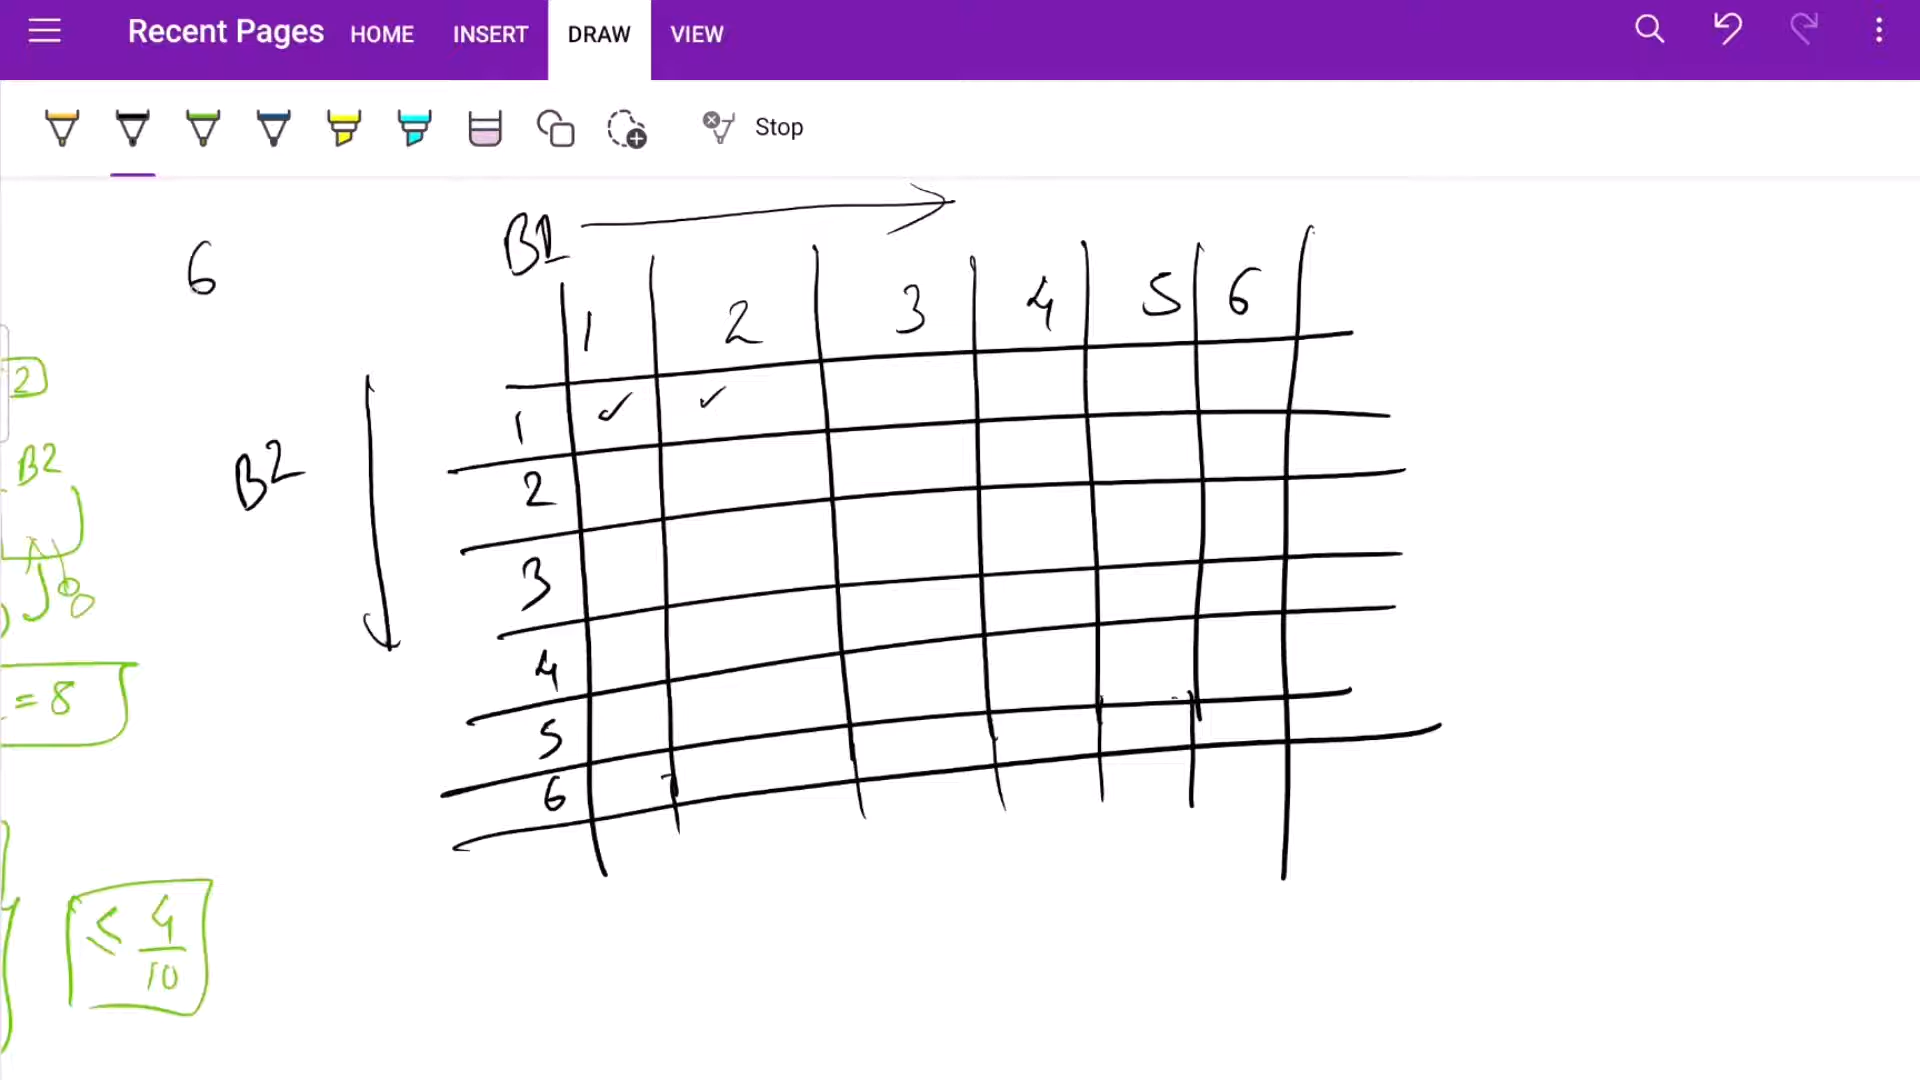 Recent Pages HOME INSERT DRAW VIEW
Stop
B1
6
1 2 3 4 5 6
2
1 ✓ ✓
B2
B2
2
3
4
= 8
5
6
≤ 4/10